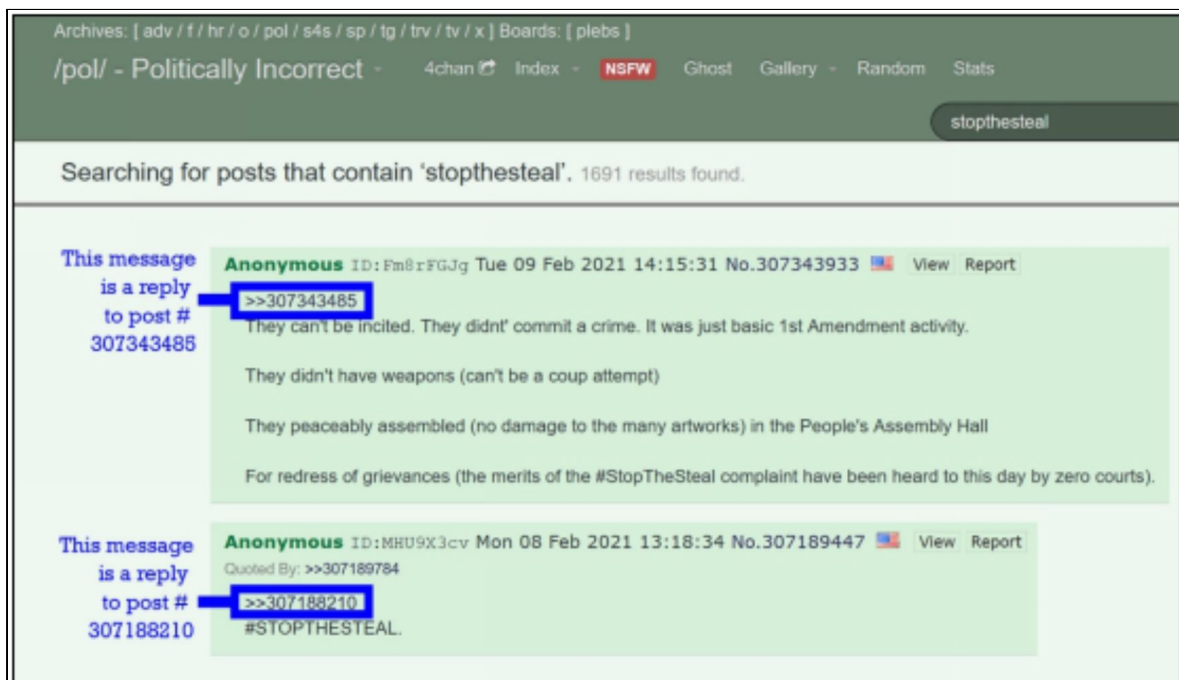 Archives: [ adv / f / hr / o / pol / s4s / sp / tg / trv / tv / x ] Boards: [ plebs ]
/pol/ - Politically Incorrect - 4chan Index - NSFW Ghost Gallery - Random Stats
stopthesteal
Searching for posts that contain ‘stopthesteal’. 1691 results found.
This message
is a reply
to post #
307343485
Anonymous ID:Fm8rFGJg Tue 09 Feb 2021 14:15:31 No.307343933 View Report
>>307343485
They can't be incited. They didnt' commit a crime. It was just basic 1st Amendment activity.
They didn't have weapons (can't be a coup attempt)
They peaceably assembled (no damage to the many artworks) in the People's Assembly Hall
For redress of grievances (the merits of the #StopTheSteal complaint have been heard to this day by zero courts).
This message
is a reply
to post #
307188210
Anonymous ID:MHU9X3cv Mon 08 Feb 2021 13:18:34 No.307189447 View Report
Quoted By: >>307189784
>>307188210
#STOPTHESTEAL.